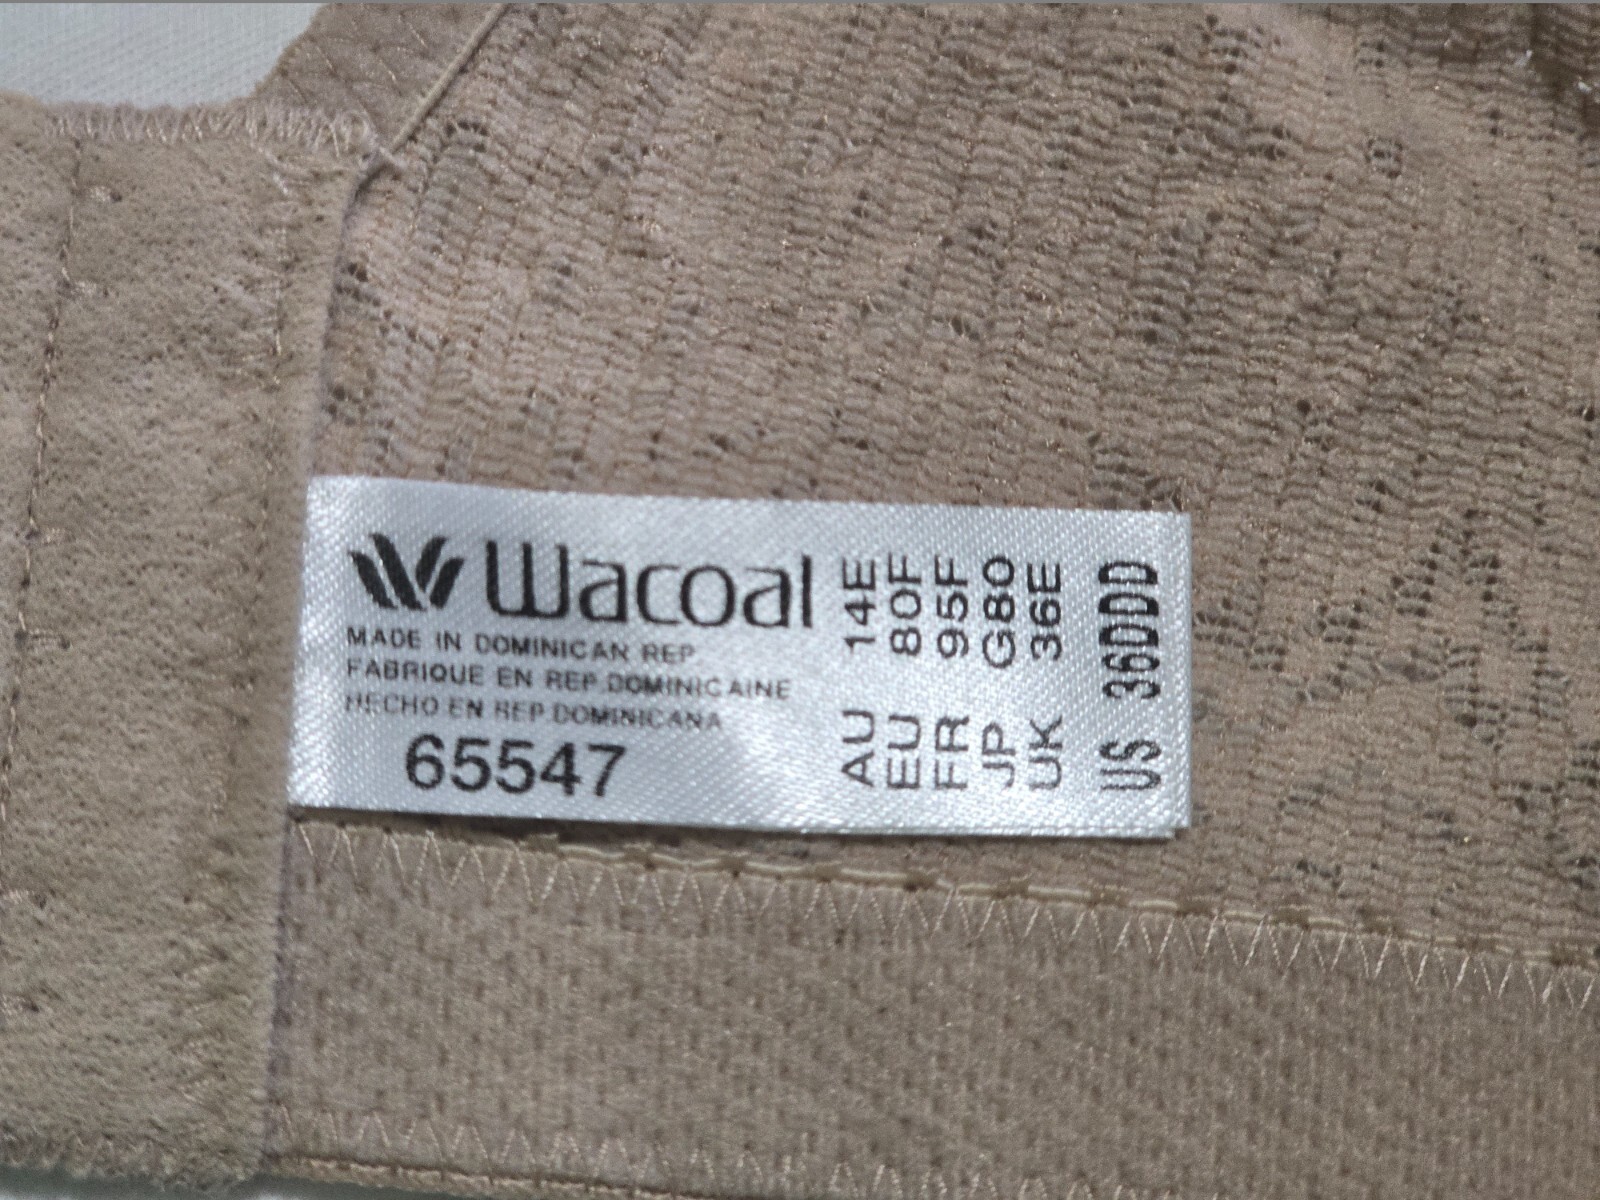 Wacoal
MADE IN DOMINICAN REP.
FABRIQUE EN REP.DOMINICAINE
HECHO EN REP.DOMINICANA
65547
AU 14E
EU 80F
FR 95F
JP G80
UK 36E
US 36DDD